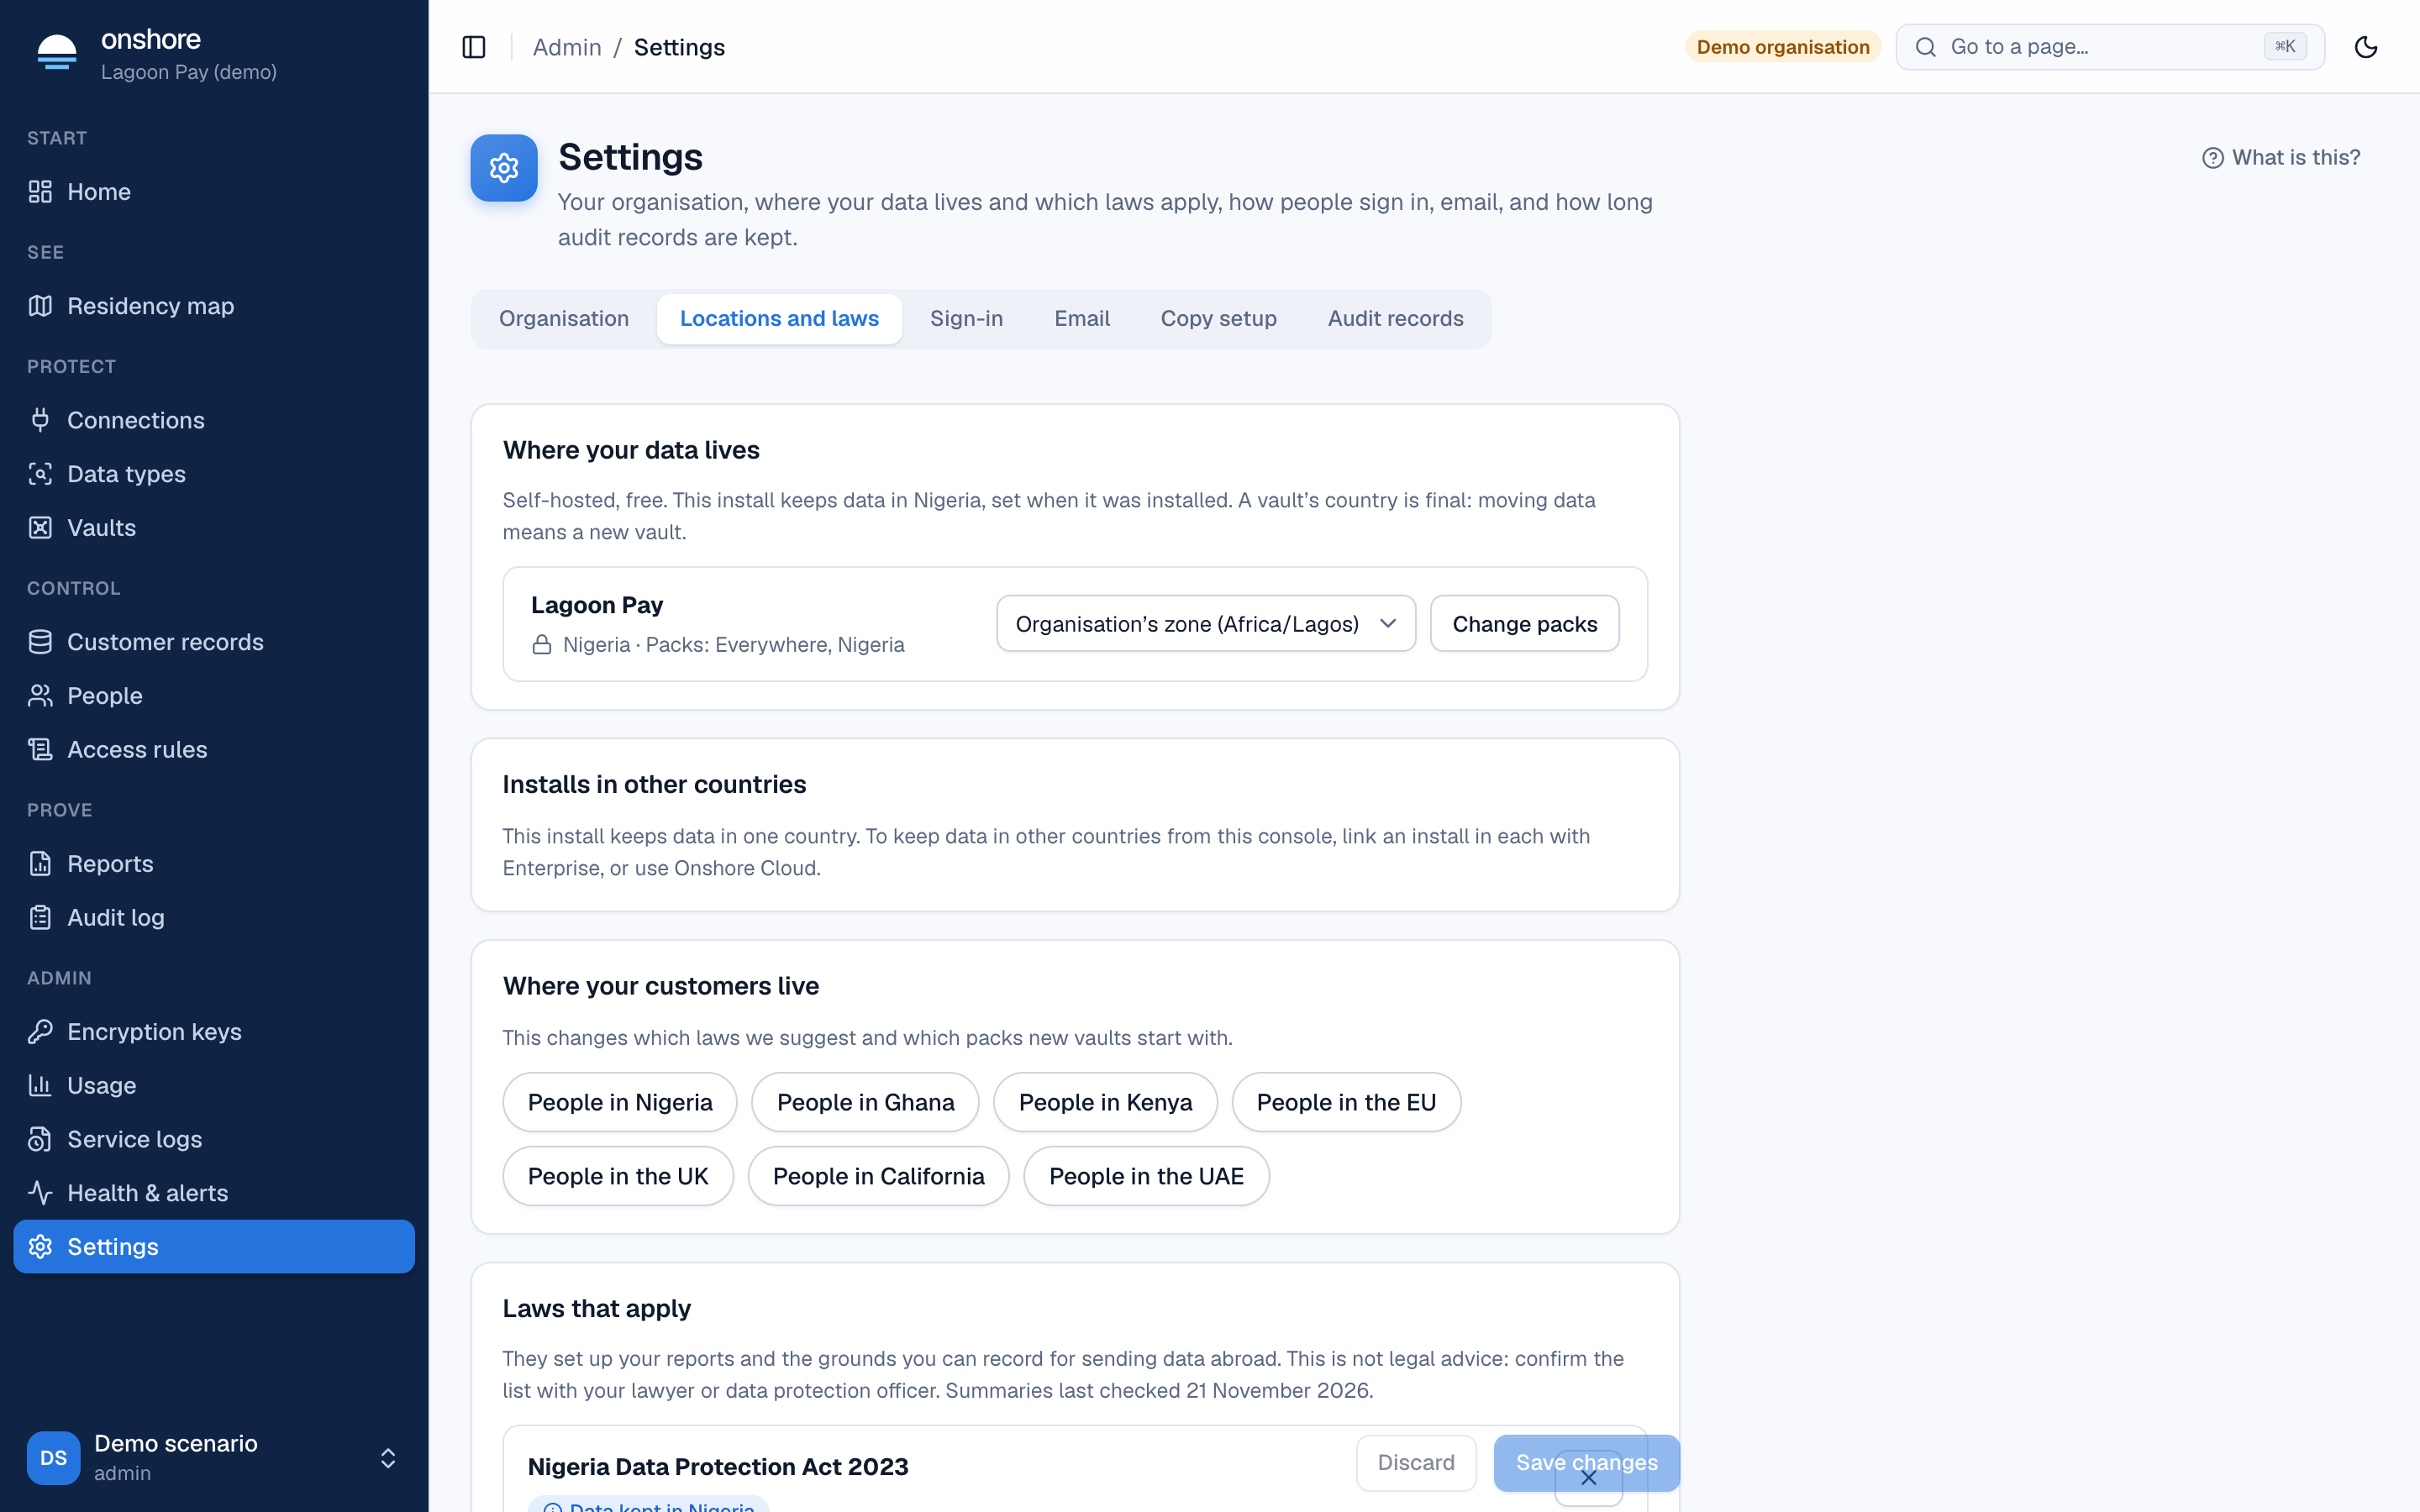 onshore
Lagoon Pay (demo)
START
Home
SEE
Residency map
PROTECT
Connections
Data types
Vaults
CONTROL
Customer records
People
Access rules
PROVE
Reports
Audit log
ADMIN
Encryption keys
Usage
Service logs
Health & alerts
Settings
DS
Demo scenario
admin
Admin / Settings
Demo organisation
Go to a page...
⌘K
Settings
What is this?
Your organisation, where your data lives and which laws apply, how people sign in, email, and how long
audit records are kept.
Organisation
Locations and laws
Sign-in
Email
Copy setup
Audit records
Where your data lives
Self-hosted, free. This install keeps data in Nigeria, set when it was installed. A vault’s country is final: moving data
means a new vault.
Lagoon Pay
Nigeria · Packs: Everywhere, Nigeria
Organisation’s zone (Africa/Lagos)
Change packs
Installs in other countries
This install keeps data in one country. To keep data in other countries from this console, link an install in each with
Enterprise, or use Onshore Cloud.
Where your customers live
This changes which laws we suggest and which packs new vaults start with.
People in Nigeria
People in Ghana
People in Kenya
People in the EU
People in the UK
People in California
People in the UAE
Laws that apply
They set up your reports and the grounds you can record for sending data abroad. This is not legal advice: confirm the
list with your lawyer or data protection officer. Summaries last checked 21 November 2026.
Nigeria Data Protection Act 2023
Discard
Save changes
Data kept in Nigeria